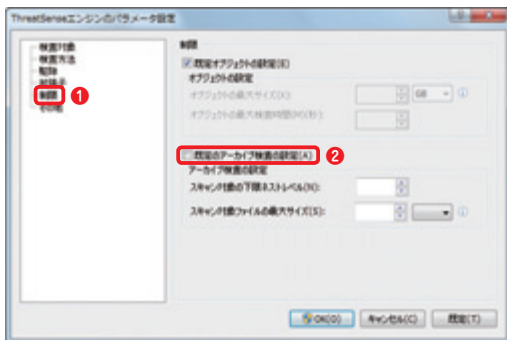 ThreatSenseエンジンのパラメータ設定
検査対象
検査方法
駆除
拡張子
制限
その他
❶
制限
既定オブジェクトの設定(E)
オブジェクトの設定
オブジェクトの最大サイズ(X):
GB
オブジェクトの最大検査時間(M)(秒):
既定のアーカイブ検査の設定(A)
❷
アーカイブ検査の設定
スキャン対象の下限ネストレベル(N):
スキャン対象ファイルの最大サイズ(S):
OK(O)
キャンセル(C)
既定(T)